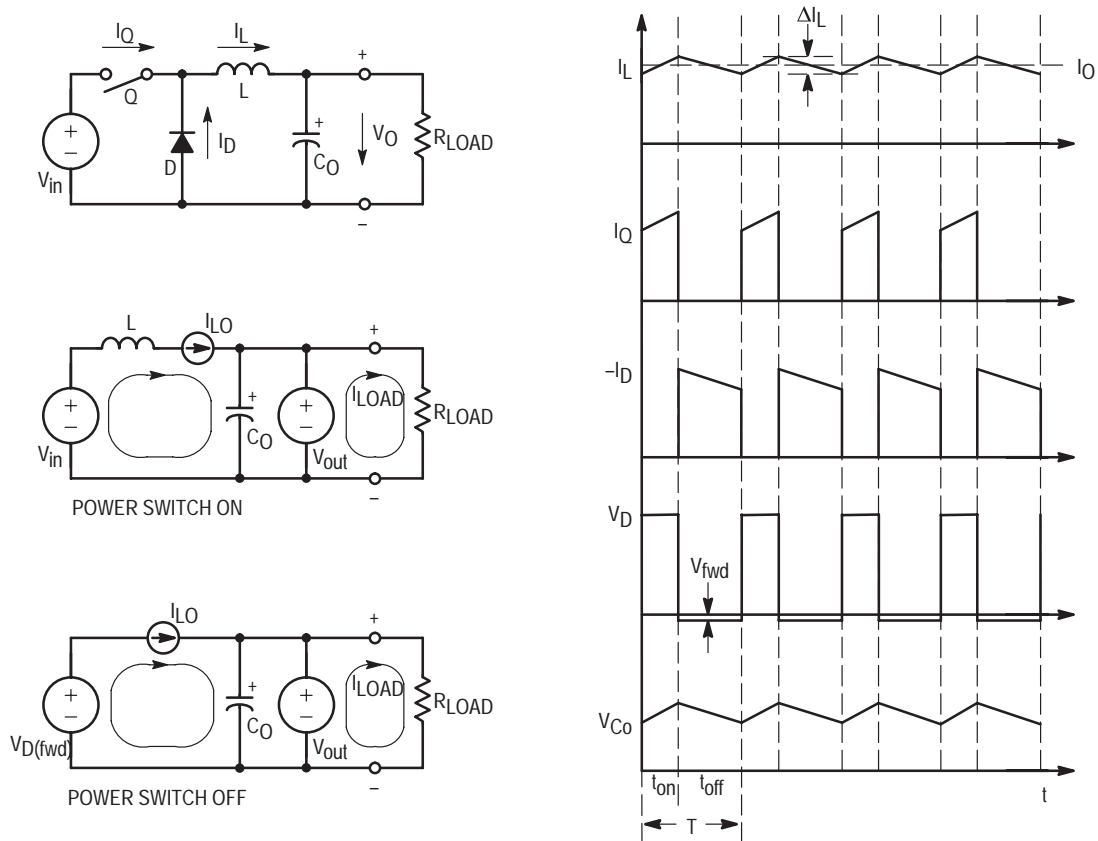 I_Q
I_L
+
Q
L
+
−
V_in
D
I_D
+
C_O
V_O
R_LOAD
−
L
I_LO
+
+
−
V_in
+
C_O
+
−
V_out
I_LOAD
R_LOAD
−
POWER SWITCH ON
I_LO
+
+
−
V_D(fwd)
+
C_O
+
−
V_out
I_LOAD
R_LOAD
−
POWER SWITCH OFF
ΔI_L
I_L
I_O
I_Q
−I_D
V_D
V_fwd
V_Co
t_on
t_off
t
T